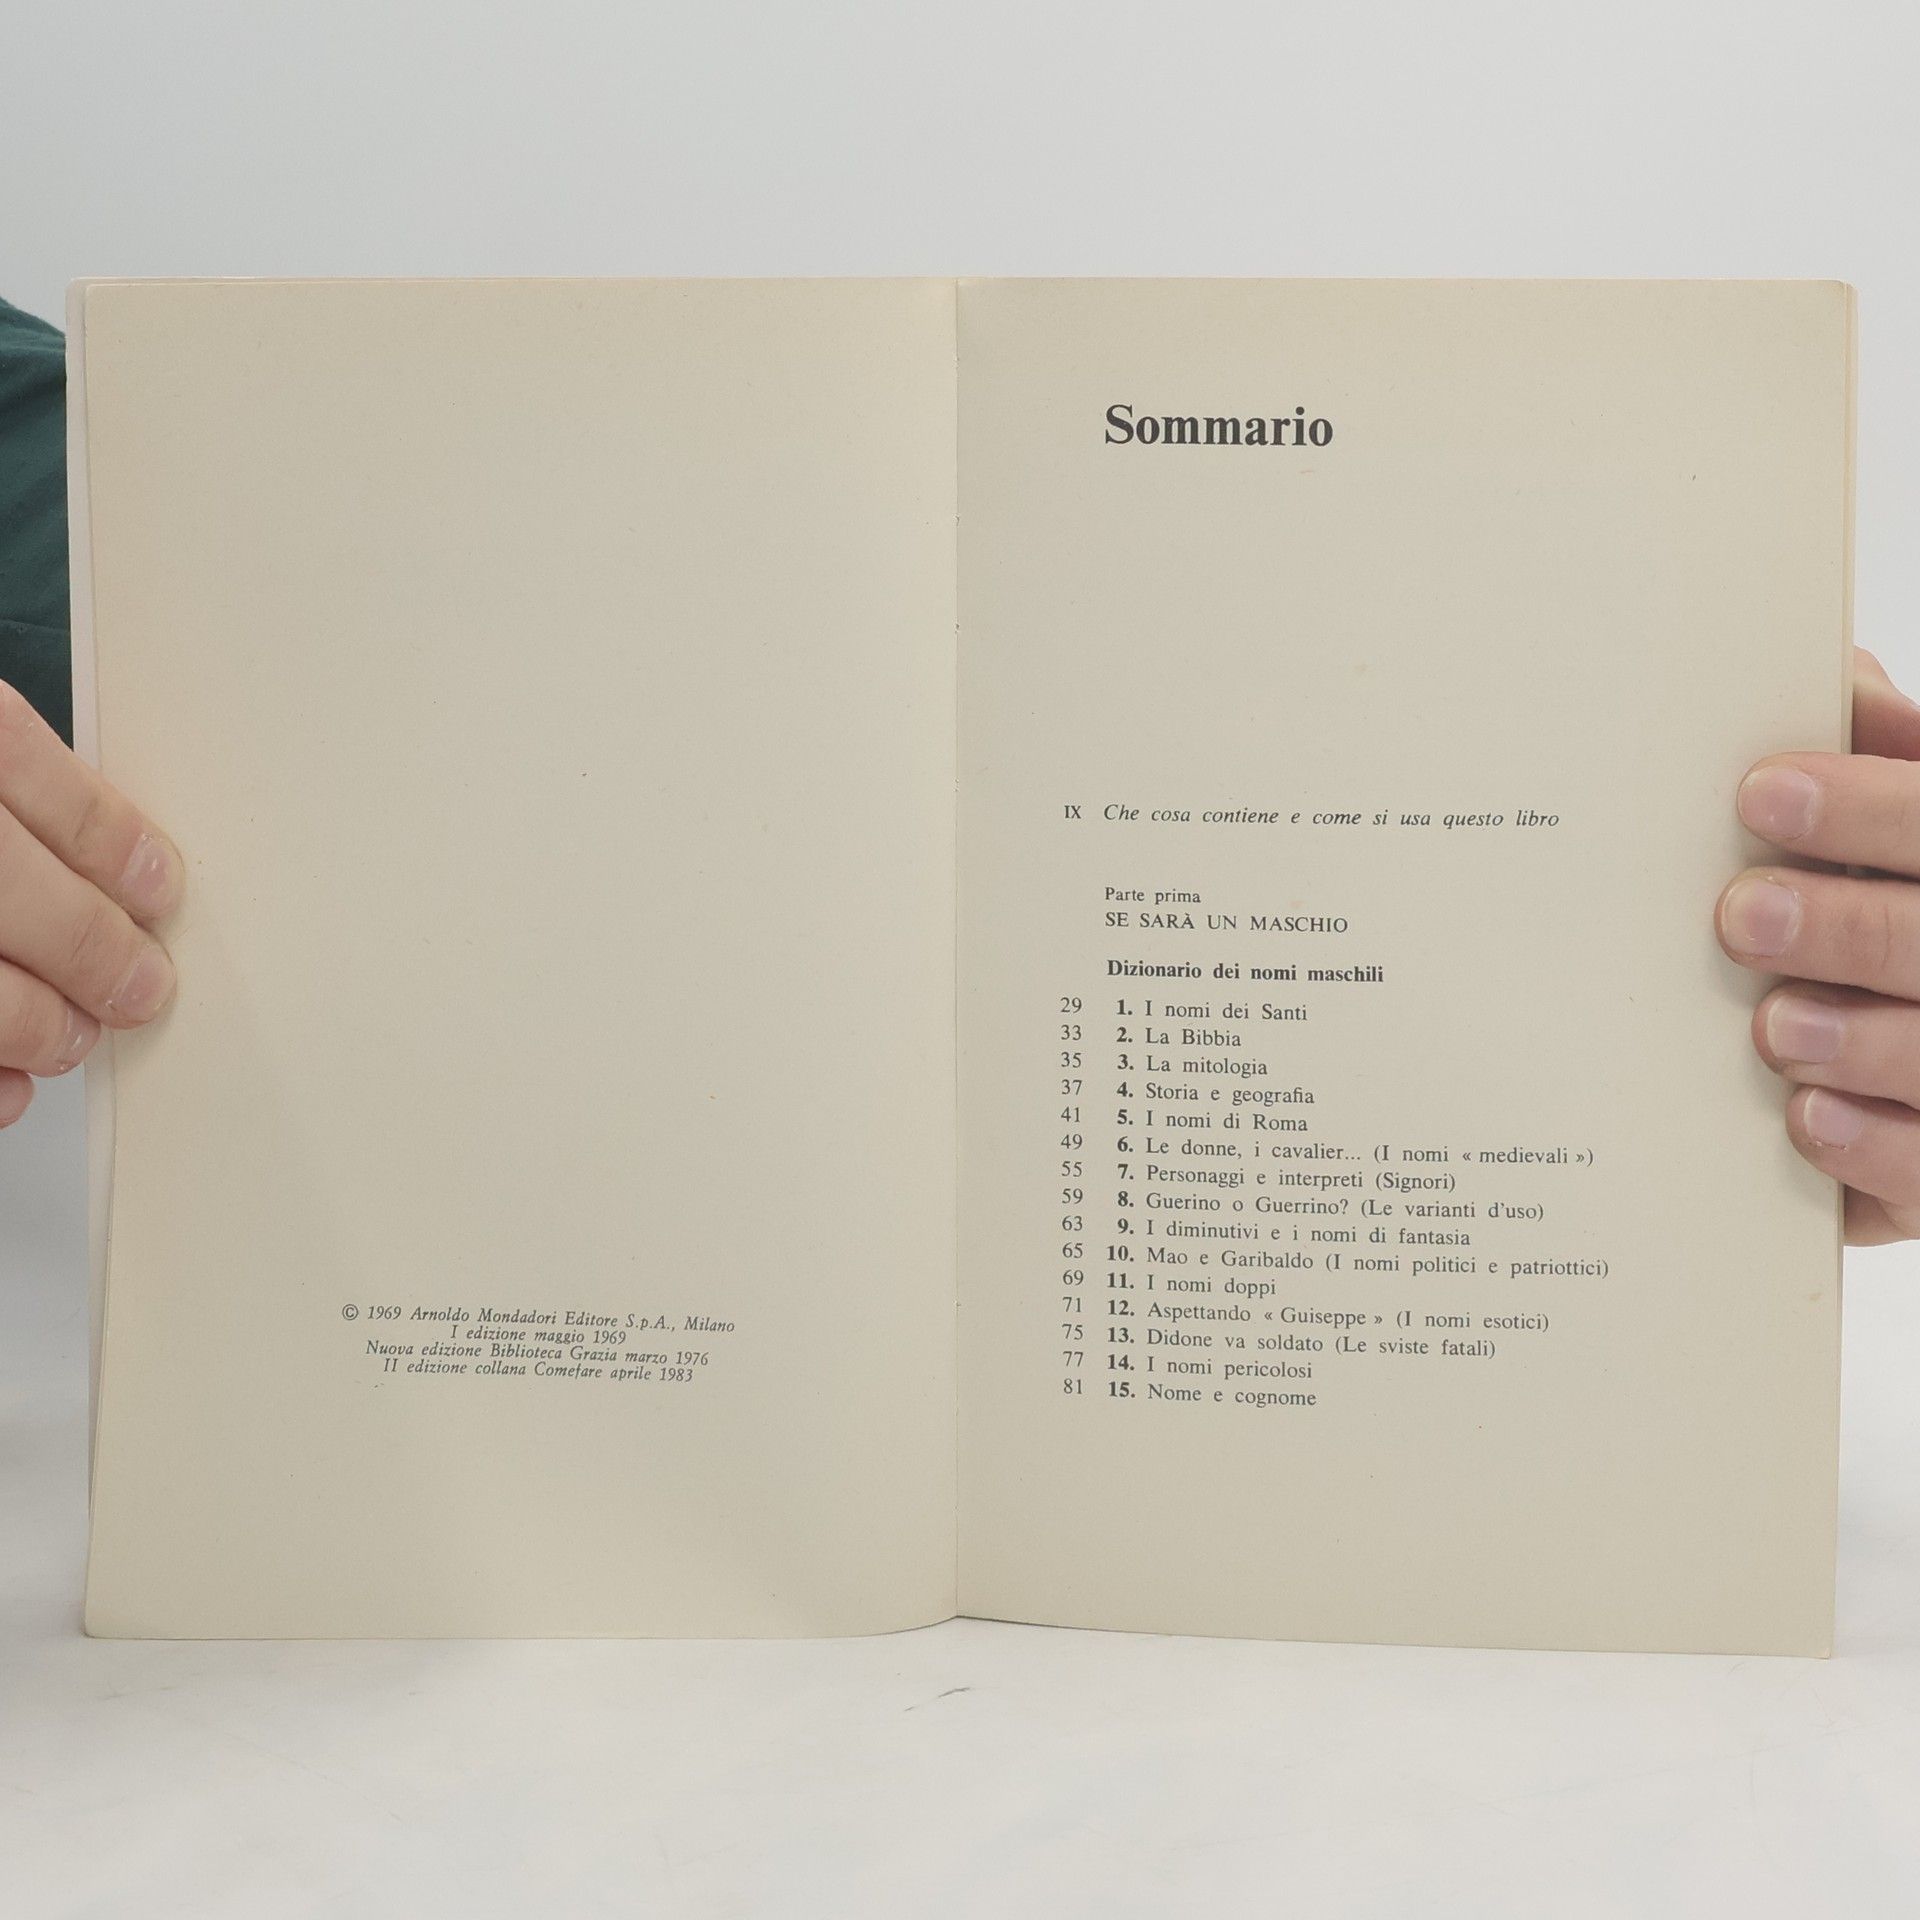 © 1969 Arnoldo Mondadori Editore S.p.A., Milano
I edizione maggio 1969
Nuova edizione Biblioteca Grazia marzo 1976
II edizione collana Comefare aprile 1983
Sommario
IX Che cosa contiene e come si usa questo libro
Parte prima
SE SARÀ UN MASCHIO
Dizionario dei nomi maschili
29 1. I nomi dei Santi
33 2. La Bibbia
35 3. La mitologia
37 4. Storia e geografia
41 5. I nomi di Roma
49 6. Le donne, i cavalier... (I nomi « medievali »)
55 7. Personaggi e interpreti (Signori)
59 8. Guerino o Guerrino? (Le varianti d'uso)
63 9. I diminutivi e i nomi di fantasia
65 10. Mao e Garibaldo (I nomi politici e patriottici)
69 11. I nomi doppi
71 12. Aspettando « Guiseppe » (I nomi esotici)
75 13. Didone va soldato (Le sviste fatali)
77 14. I nomi pericolosi
81 15. Nome e cognome